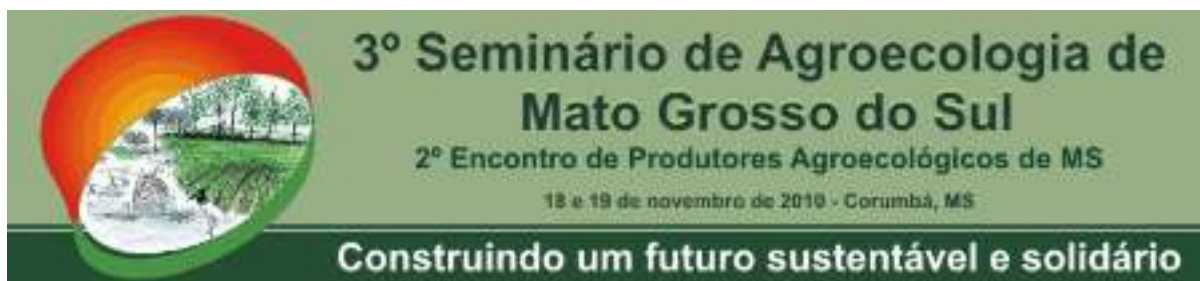 3º Seminário de Agroecologia de
Mato Grosso do Sul
2º Encontro de Produtores Agroecológicos de MS
18 e 19 de novembro de 2010 - Corumbá, MS
Construindo um futuro sustentável e solidário